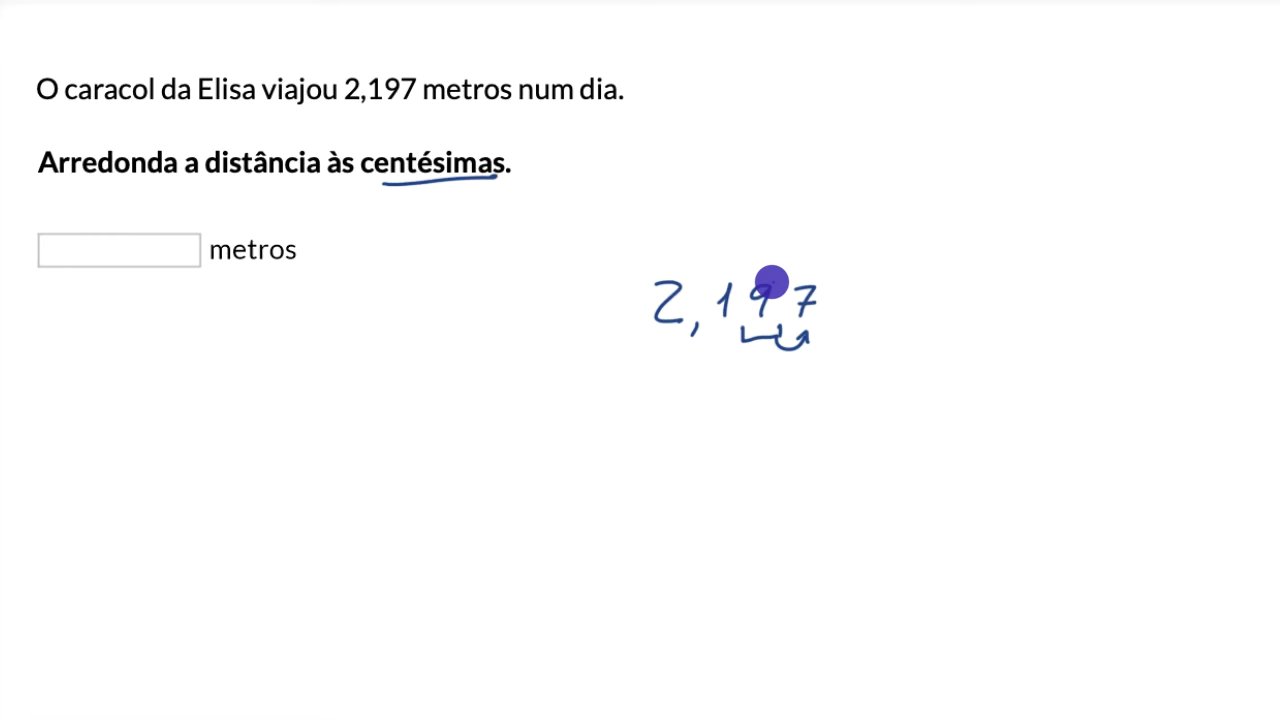 O caracol da Elisa viajou 2,197 metros num dia.
Arredonda a distância às centésimas.
metros
2,197